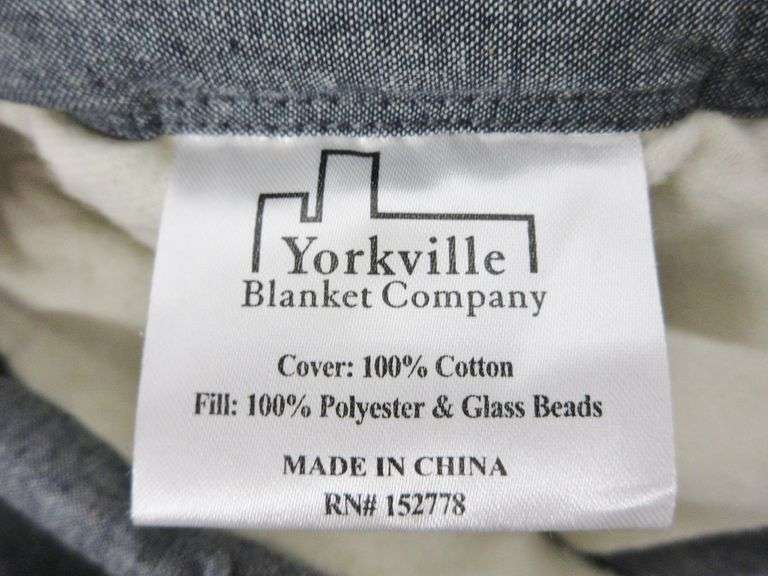 Yorkville
Blanket Company
Cover: 100% Cotton
Fill: 100% Polyester & Glass Beads
MADE IN CHINA
RN# 152778